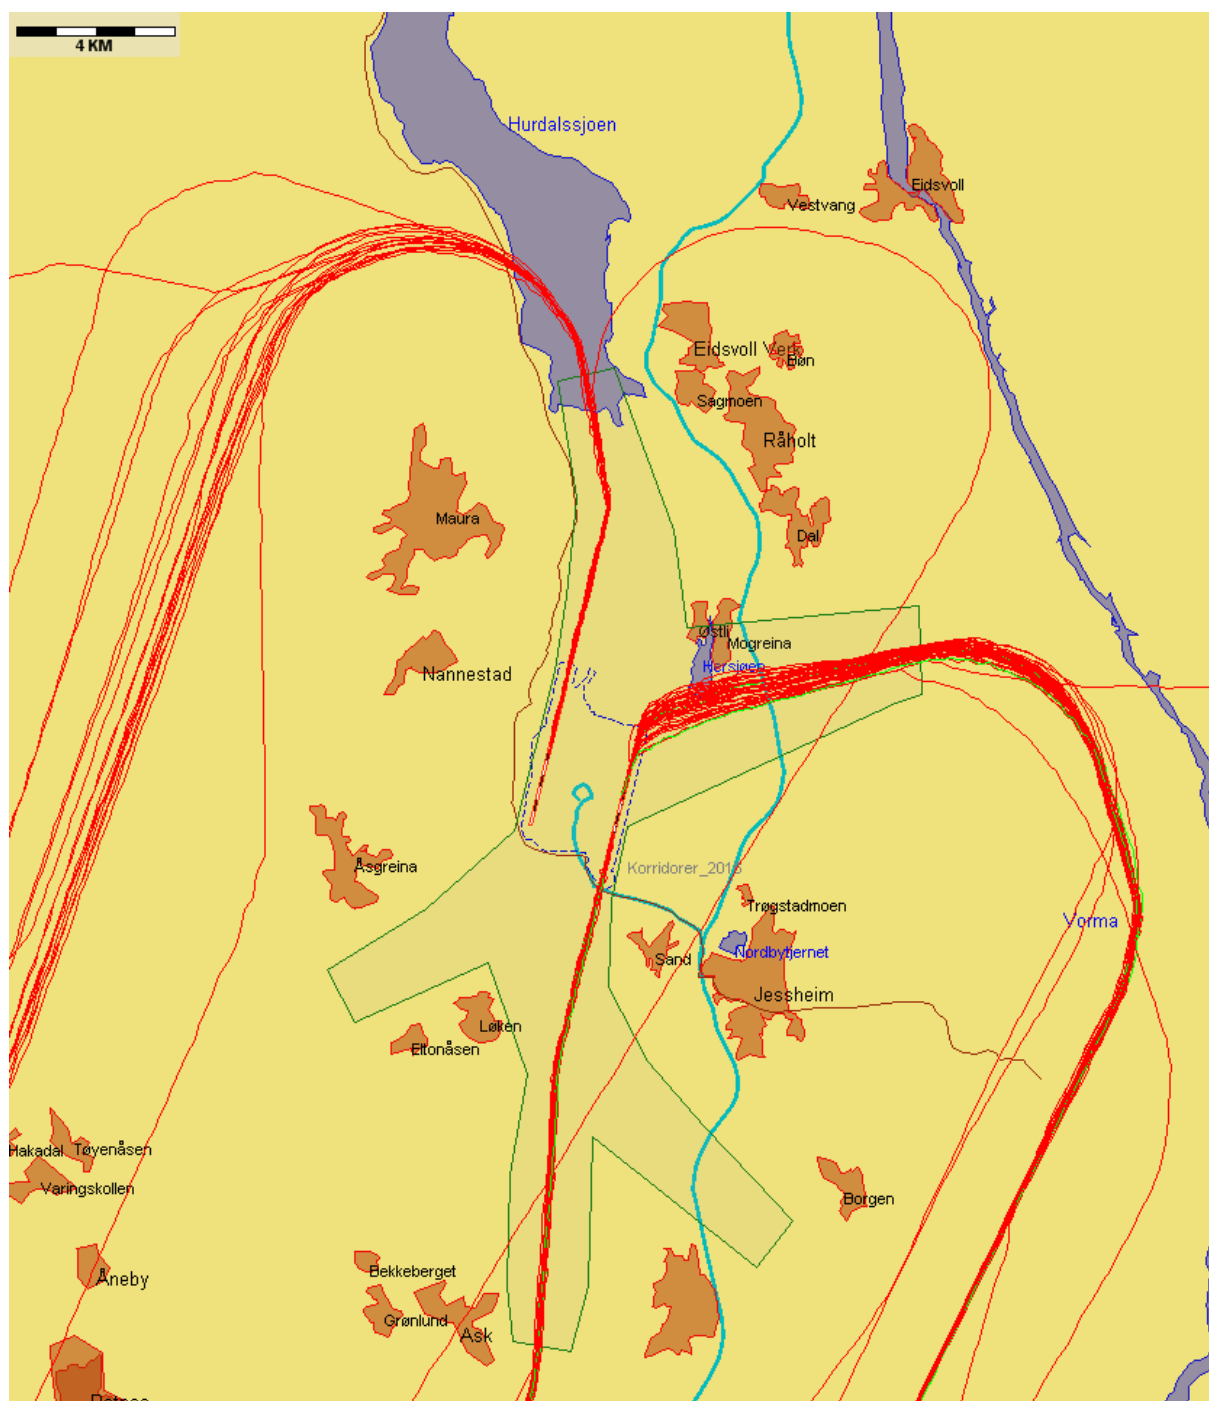 4 KM
Hurdalssjoen
Eidsvoll
Vestvang
Eidsvoll Verk
Bøn
Sagmoen
Råholt
Maura
Dal
Østli
Mogreina
Hersjøen
Nannestad
Åsgreina
Korridorer_2016
Trøgstadmoen
Vorma
Nordbytjernet
Sand
Jessheim
Løken
Eltonåsen
Hakadal
Tøyenåsen
Varingskollen
Borgen
Bekkeberget
Åneby
Grønlund
Ask